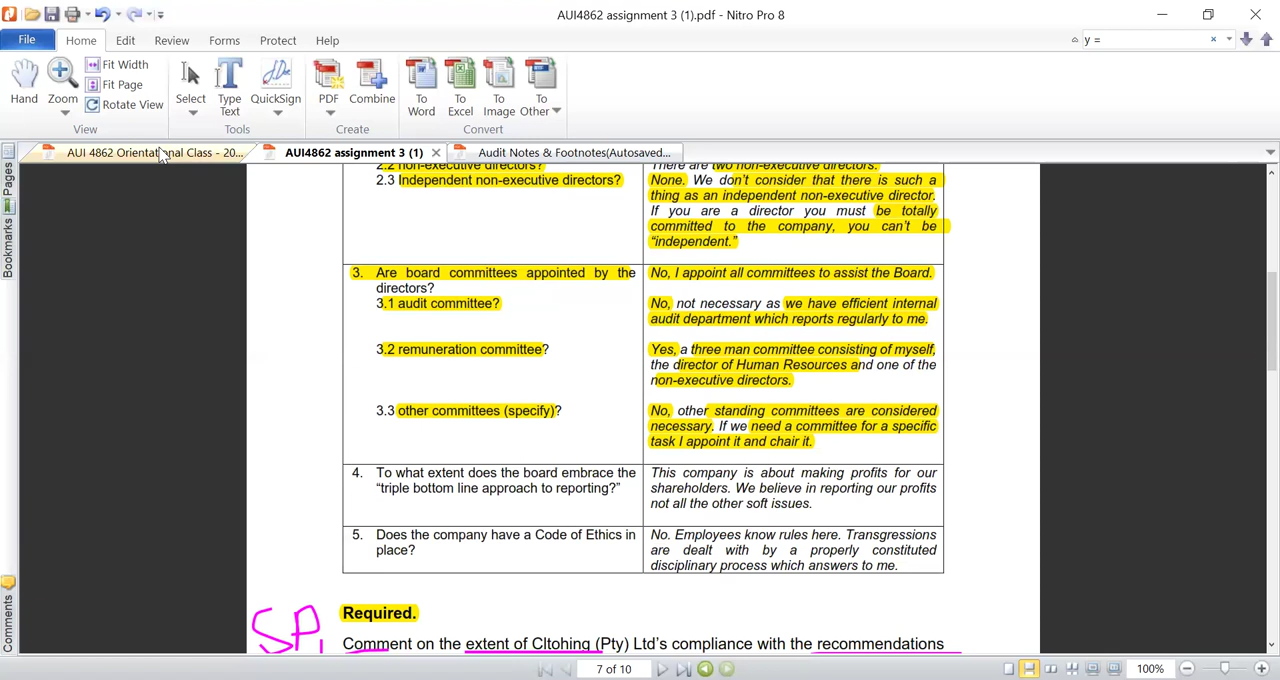 AUI4862 assignment 3 (1).pdf - Nitro Pro 8
File Home Edit Review Forms Protect Help
y =
Hand Zoom Fit Width Fit Page Rotate View
Select Type Text QuickSign
PDF Combine
To Word To Excel To Image To Other
View Tools Create Convert
AUI 4862 Orientational Class - 20... AUI4862 assignment 3 (1) Audit Notes & Footnotes(Autosaved...
Pages
Bookmarks
Comments
2.2 non-executive directors? There are two non-executive directors.
2.3 Independent non-executive directors? None. We don't consider that there is such a
thing as an independent non-executive director.
If you are a director you must be totally
committed to the company, you can't be
"independent."
3. Are board committees appointed by the No, I appoint all committees to assist the Board.
directors?
3.1 audit committee? No, not necessary as we have efficient internal
audit department which reports regularly to me.
3.2 remuneration committee? Yes, a three man committee consisting of myself,
the director of Human Resources and one of the
non-executive directors.
3.3 other committees (specify)? No, other standing committees are considered
necessary. If we need a committee for a specific
task I appoint it and chair it.
4. To what extent does the board embrace the This company is about making profits for our
"triple bottom line approach to reporting?" shareholders. We believe in reporting our profits
not all the other soft issues.
5. Does the company have a Code of Ethics in No. Employees know rules here. Transgressions
place? are dealt with by a properly constituted
disciplinary process which answers to me.
Required.
SP1
Comment on the extent of Cltohing (Pty) Ltd's compliance with the recommendations
7 of 10
100%